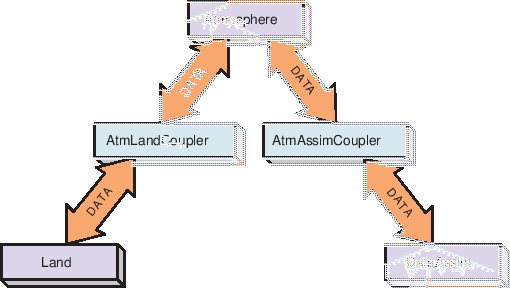 DATA
DATA
AtmLandCoupler
AtmAssimCoupler
DATA
DATA
Land